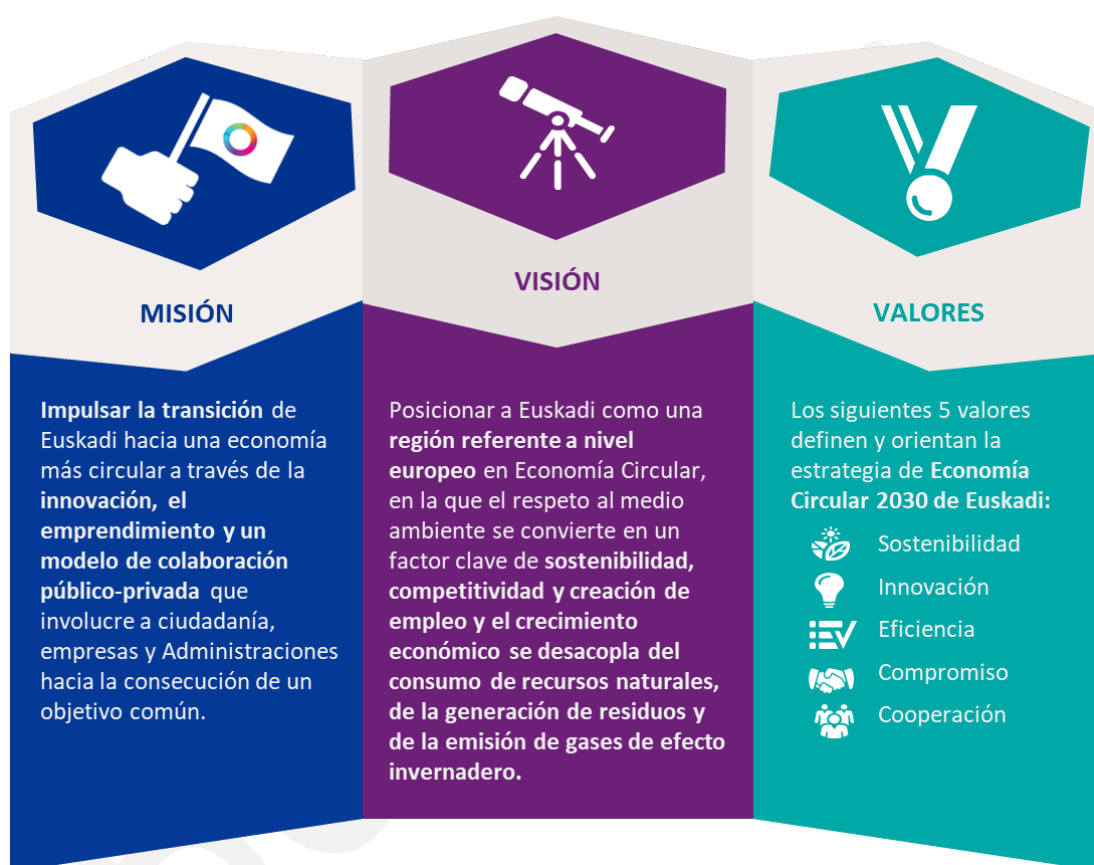 MISIÓN
Impulsar la transición de
Euskadi hacia una economía
más circular a través de la
innovación, el
emprendimiento y un
modelo de colaboración
público-privada que
involucre a ciudadanía,
empresas y Administraciones
hacia la consecución de un
objetivo común.
VISIÓN
Posicionar a Euskadi como una
región referente a nivel
europeo en Economía Circular,
en la que el respeto al medio
ambiente se convierte en un
factor clave de sostenibilidad,
competitividad y creación de
empleo y el crecimiento
económico se desacopla del
consumo de recursos naturales,
de la generación de residuos y
de la emisión de gases de efecto
invernadero.
VALORES
Los siguientes 5 valores
definen y orientan la
estrategia de Economía
Circular 2030 de Euskadi:
Sostenibilidad
Innovación
Eficiencia
Compromiso
Cooperación